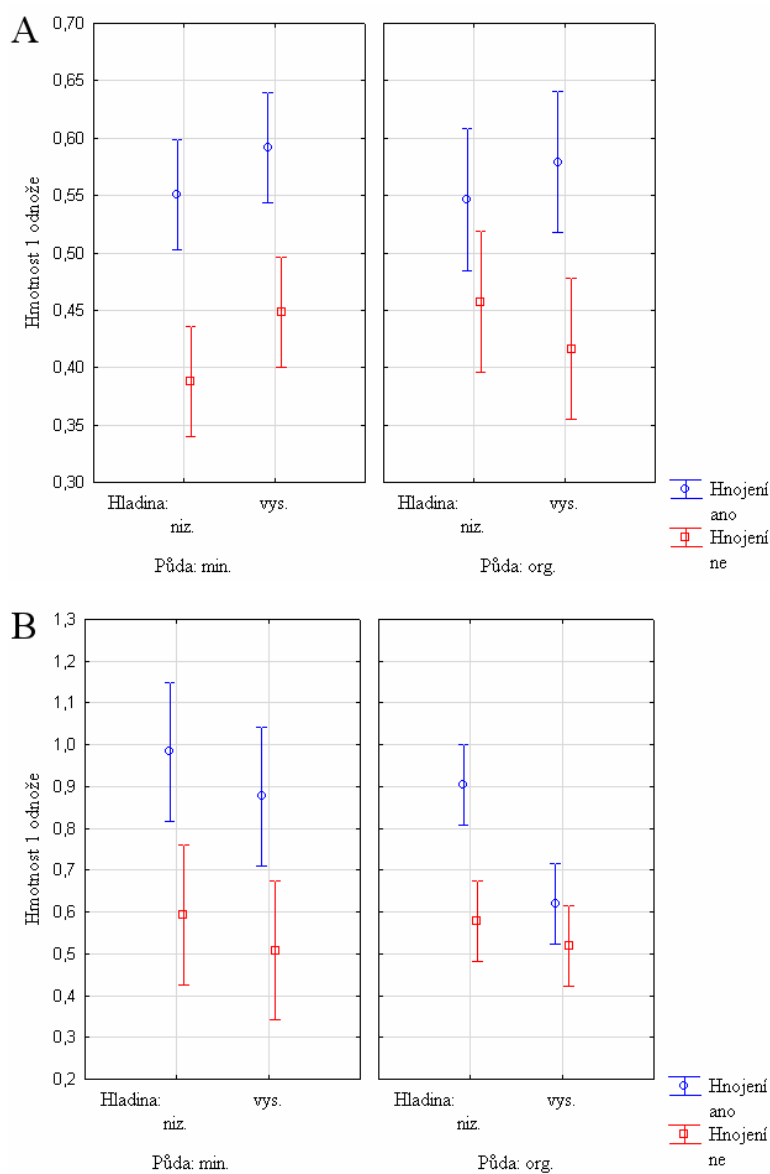 A
0,70
0,65
0,60
0,55
0,50
0,45
0,40
0,35
0,30
Hmotnost 1 odnože
Hladina: niz. vys.
Půda: min.
Hladina: niz. vys.
Půda: org.
Hnojení
ano
Hnojení
ne
B
1,3
1,2
1,1
1,0
0,9
0,8
0,7
0,6
0,5
0,4
0,3
0,2
Hmotnost 1 odnože
Hladina: niz. vys.
Půda: min.
Hladina: niz. vys.
Půda: org.
Hnojení
ano
Hnojení
ne